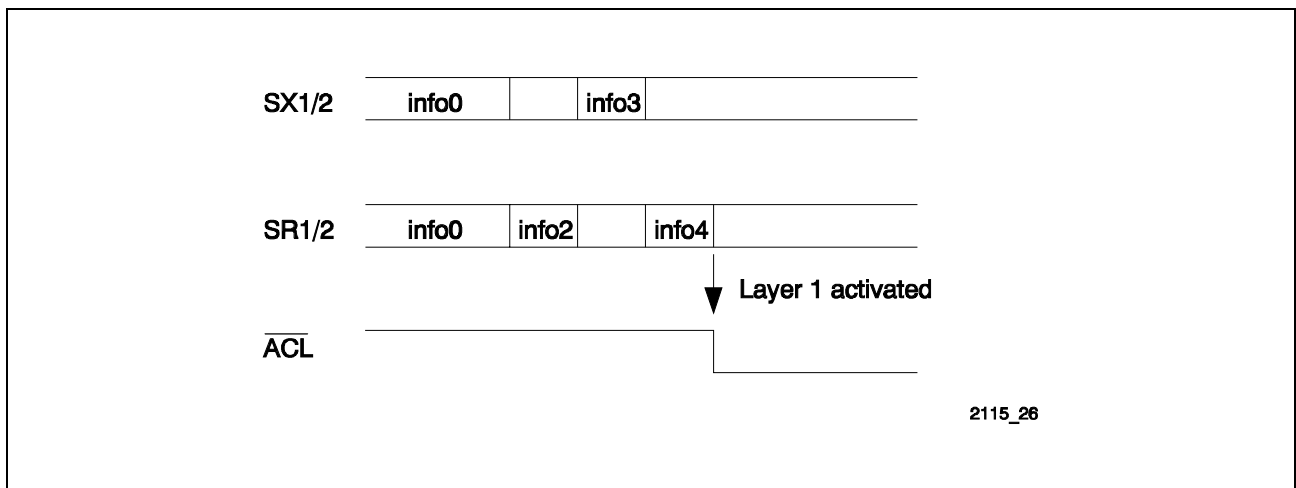 SX1/2 info0 info3
SR1/2 info0 info2 info4
Layer 1 activated
ACL
2115_26